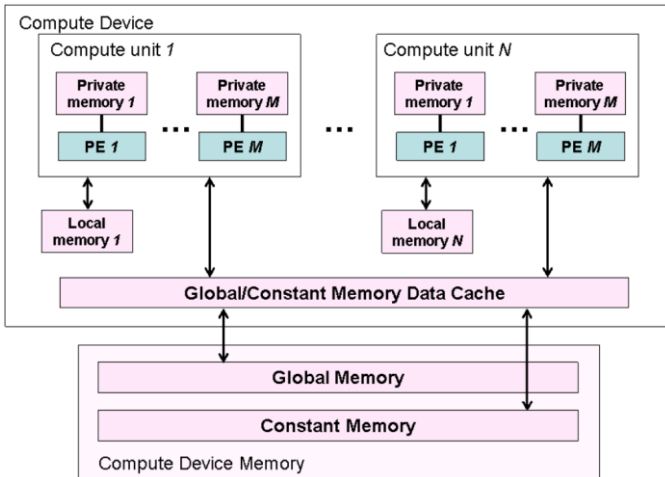 Compute Device
Compute unit 1
Compute unit N
Private
memory 1
Private
memory M
Private
memory 1
Private
memory M
...
...
...
PE 1
PE M
PE 1
PE M
Local
memory 1
Local
memory N
Global/Constant Memory Data Cache
Global Memory
Constant Memory
Compute Device Memory